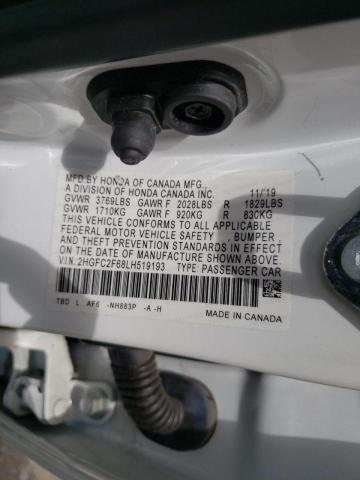 MFD BY HONDA OF CANADA MFG.,
A DIVISION OF HONDA CANADA INC. 11/19
GVWR 3769LBS GAWR F 2028LBS R 1829LBS
GVWR 1710KG GAWR F 920KG R 830KG
THIS VEHICLE CONFORMS TO ALL APPLICABLE
FEDERAL MOTOR VEHICLE SAFETY , BUMPER ,
AND THEFT PREVENTION STANDARDS IN EFFECT
ON THE DATE OF MANUFACTURE SHOWN ABOVE.
V.I.N. 2HGFC2F68LH519193 TYPE: PASSENGER CAR
TBD L AF6 -NH883P -A -H
MADE IN CANADA